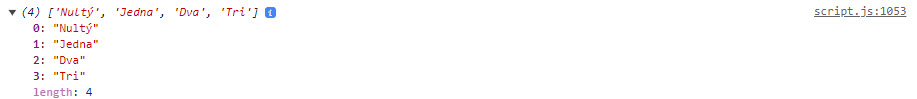 (4) ['Nultý', 'Jedna', 'Dva', 'Tri'] i script.js:1053
0: "Nultý"
1: "Jedna"
2: "Dva"
3: "Tri"
length: 4